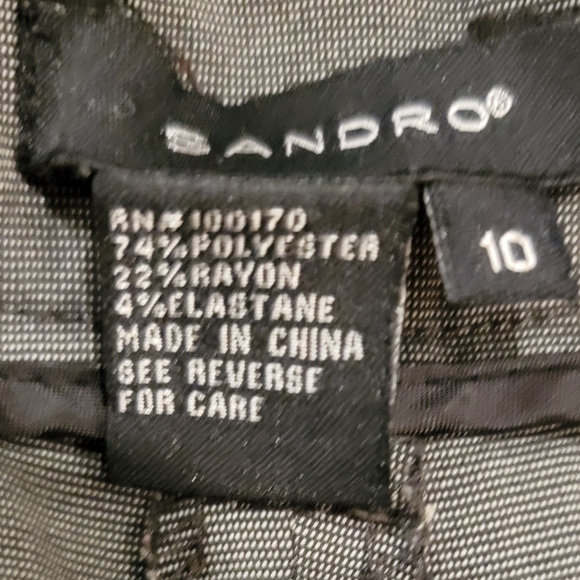 SANDRO®
RN#100170
74%POLYESTER
22%RAYON
4%ELASTANE
MADE IN CHINA
SEE REVERSE
FOR CARE
10